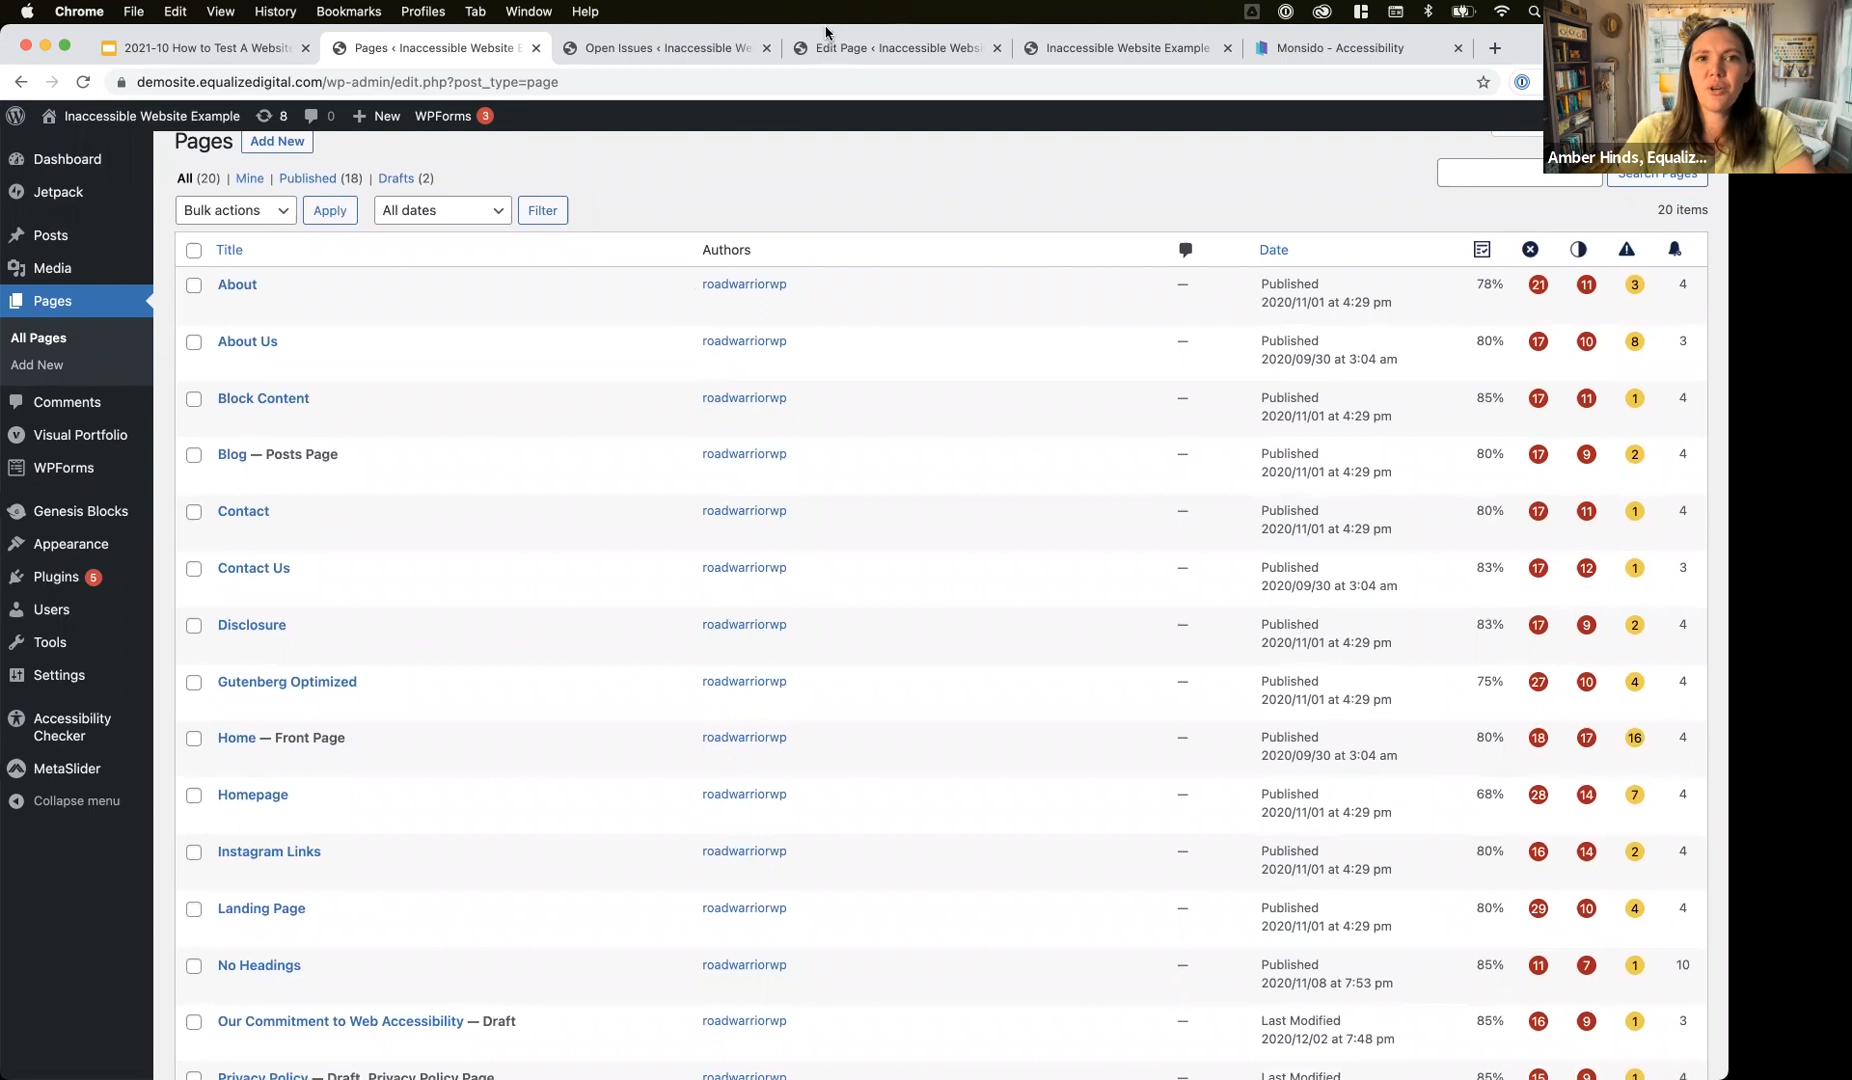 Chrome File Edit View History Bookmarks Profiles Tab Window Help
2021-10 How to Test A Website
Pages ‹ Inaccessible Website E
Open Issues ‹ Inaccessible We
Edit Page ‹ Inaccessible Websi
Inaccessible Website Example
Monsido - Accessibility
demosite.equalizedigital.com/wp-admin/edit.php?post_type=page
Inaccessible Website Example 8 0 New WPForms 3
Amber Hinds, Equaliz...
Dashboard
Jetpack
Posts
Media
Pages
All Pages
Add New
Comments
Visual Portfolio
WPForms
Genesis Blocks
Appearance
Plugins 5
Users
Tools
Settings
Accessibility
Checker
MetaSlider
Collapse menu
Pages Add New
All (20) | Mine | Published (18) | Drafts (2)
Search Pages
Bulk actions Apply All dates Filter 20 items
Title Authors Date
About roadwarriorwp — Published 78% 21 11 3 4
2020/11/01 at 4:29 pm
About Us roadwarriorwp — Published 80% 17 10 8 3
2020/09/30 at 3:04 am
Block Content roadwarriorwp — Published 85% 17 11 1 4
2020/11/01 at 4:29 pm
Blog — Posts Page roadwarriorwp — Published 80% 17 9 2 4
2020/11/01 at 4:29 pm
Contact roadwarriorwp — Published 80% 17 11 1 4
2020/11/01 at 4:29 pm
Contact Us roadwarriorwp — Published 83% 17 12 1 3
2020/09/30 at 3:04 am
Disclosure roadwarriorwp — Published 83% 17 9 2 4
2020/11/01 at 4:29 pm
Gutenberg Optimized roadwarriorwp — Published 75% 27 10 4 4
2020/11/01 at 4:29 pm
Home — Front Page roadwarriorwp — Published 80% 18 17 16 4
2020/09/30 at 3:04 am
Homepage roadwarriorwp — Published 68% 28 14 7 4
2020/11/01 at 4:29 pm
Instagram Links roadwarriorwp — Published 80% 16 14 2 4
2020/11/01 at 4:29 pm
Landing Page roadwarriorwp — Published 80% 29 10 4 4
2020/11/01 at 4:29 pm
No Headings roadwarriorwp — Published 85% 11 7 1 10
2020/11/08 at 7:53 pm
Our Commitment to Web Accessibility — Draft roadwarriorwp — Last Modified 85% 16 9 1 3
2020/12/02 at 7:48 pm
Privacy Policy — Draft, Privacy Policy Page roadwarriorwp — Last Modified 85% 15 9 1 4